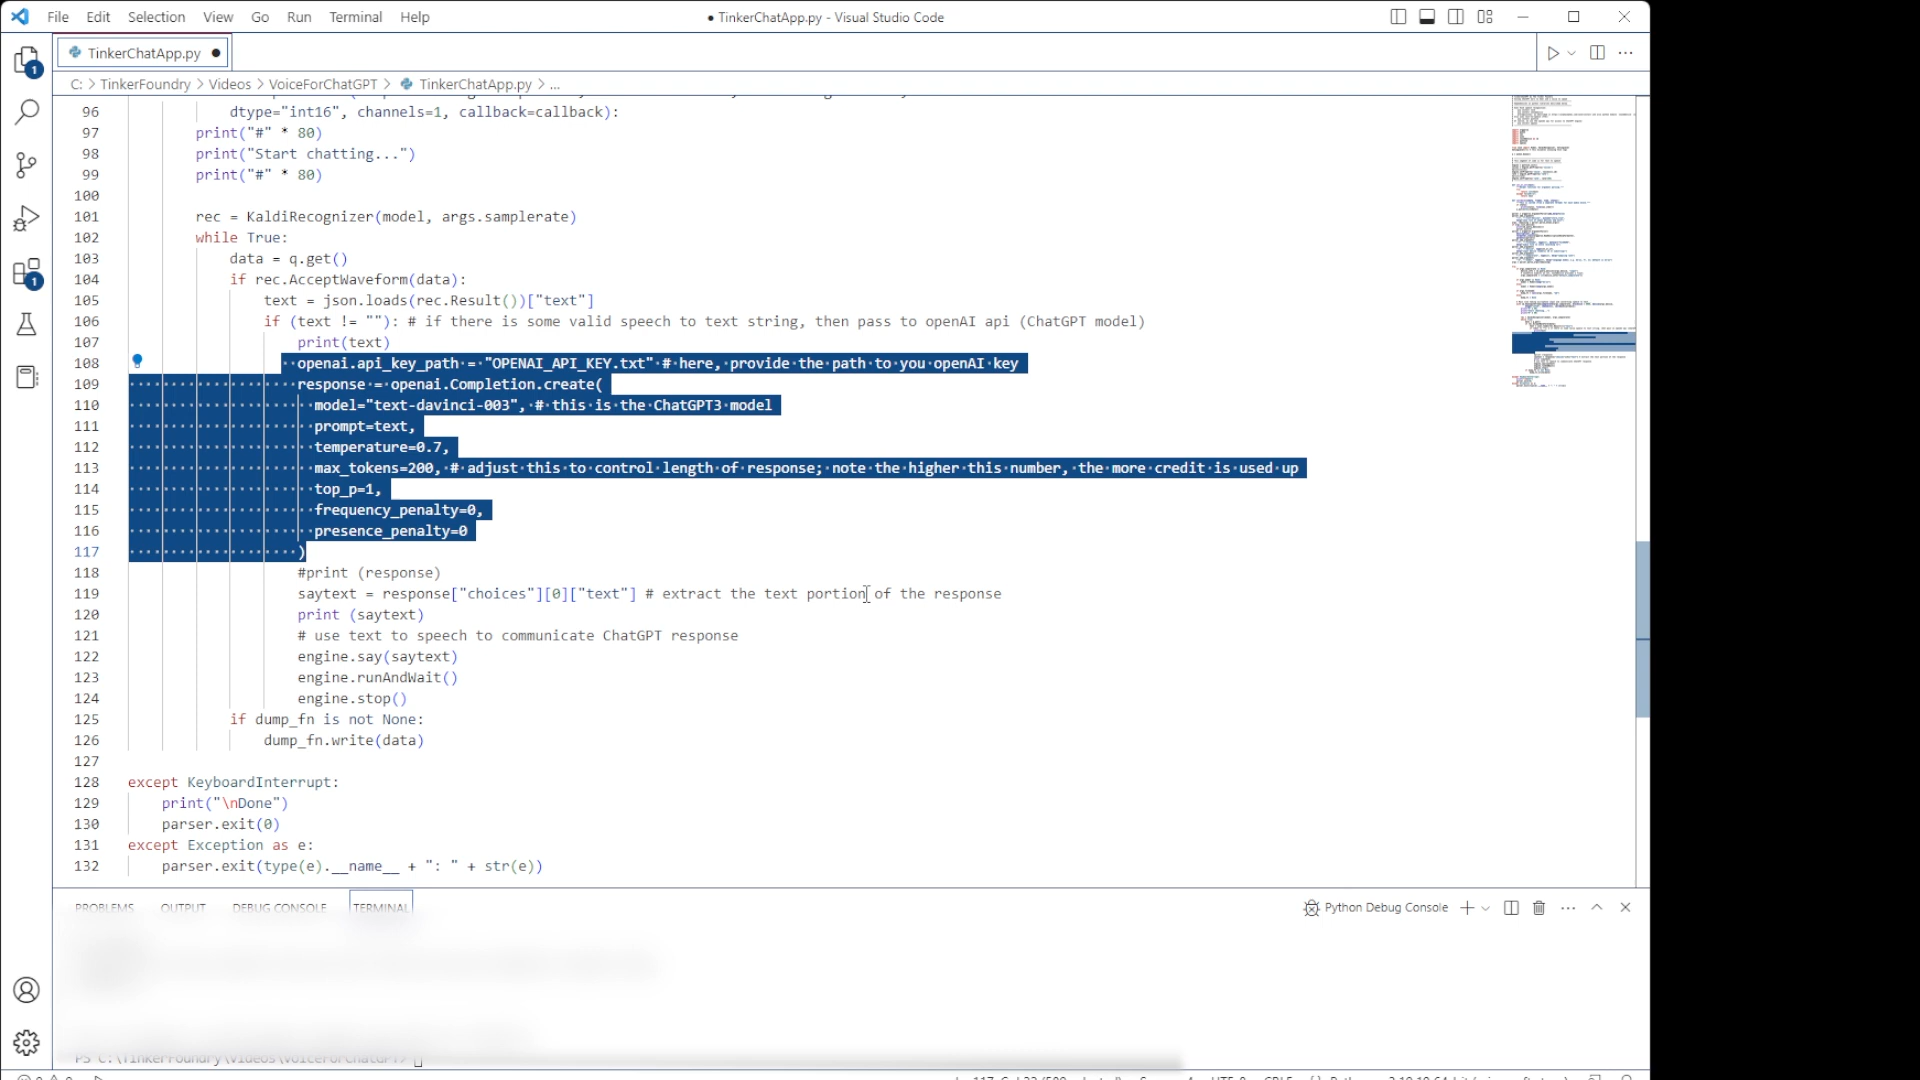 File Edit Selection View Go Run Terminal Help
● TinkerChatApp.py - Visual Studio Code
TinkerChatApp.py ●
C: > TinkerFoundry > Videos > VoiceForChatGPT > TinkerChatApp.py > ...
96 dtype="int16", channels=1, callback=callback):
97 print("#" * 80)
98 print("Start chatting...")
99 print("#" * 80)
100
101 rec = KaldiRecognizer(model, args.samplerate)
102 while True:
103 data = q.get()
104 if rec.AcceptWaveform(data):
105 text = json.loads(rec.Result())["text"]
106 if (text != ""): # if there is some valid speech to text string, then pass to openAI api (ChatGPT model)
107 print(text)
108 openai.api_key_path = "OPENAI_API_KEY.txt" # here, provide the path to you openAI key
109 response = openai.Completion.create(
110 model="text-davinci-003", # this is the ChatGPT3 model
111 prompt=text,
112 temperature=0.7,
113 max_tokens=200, # adjust this to control length of response; note the higher this number, the more credit is used up
114 top_p=1,
115 frequency_penalty=0,
116 presence_penalty=0
117 )
118 #print (response)
119 saytext = response["choices"][0]["text"] # extract the text portion of the response
120 print (saytext)
121 # use text to speech to communicate ChatGPT response
122 engine.say(saytext)
123 engine.runAndWait()
124 engine.stop()
125 if dump_fn is not None:
126 dump_fn.write(data)
127
128 except KeyboardInterrupt:
129 print("\nDone")
130 parser.exit(0)
131 except Exception as e:
132 parser.exit(type(e).__name__ + ": " + str(e))
PROBLEMS OUTPUT DEBUG CONSOLE TERMINAL
Python Debug Console
PS C:\TinkerFoundry\Videos\VoiceForChatGPT>